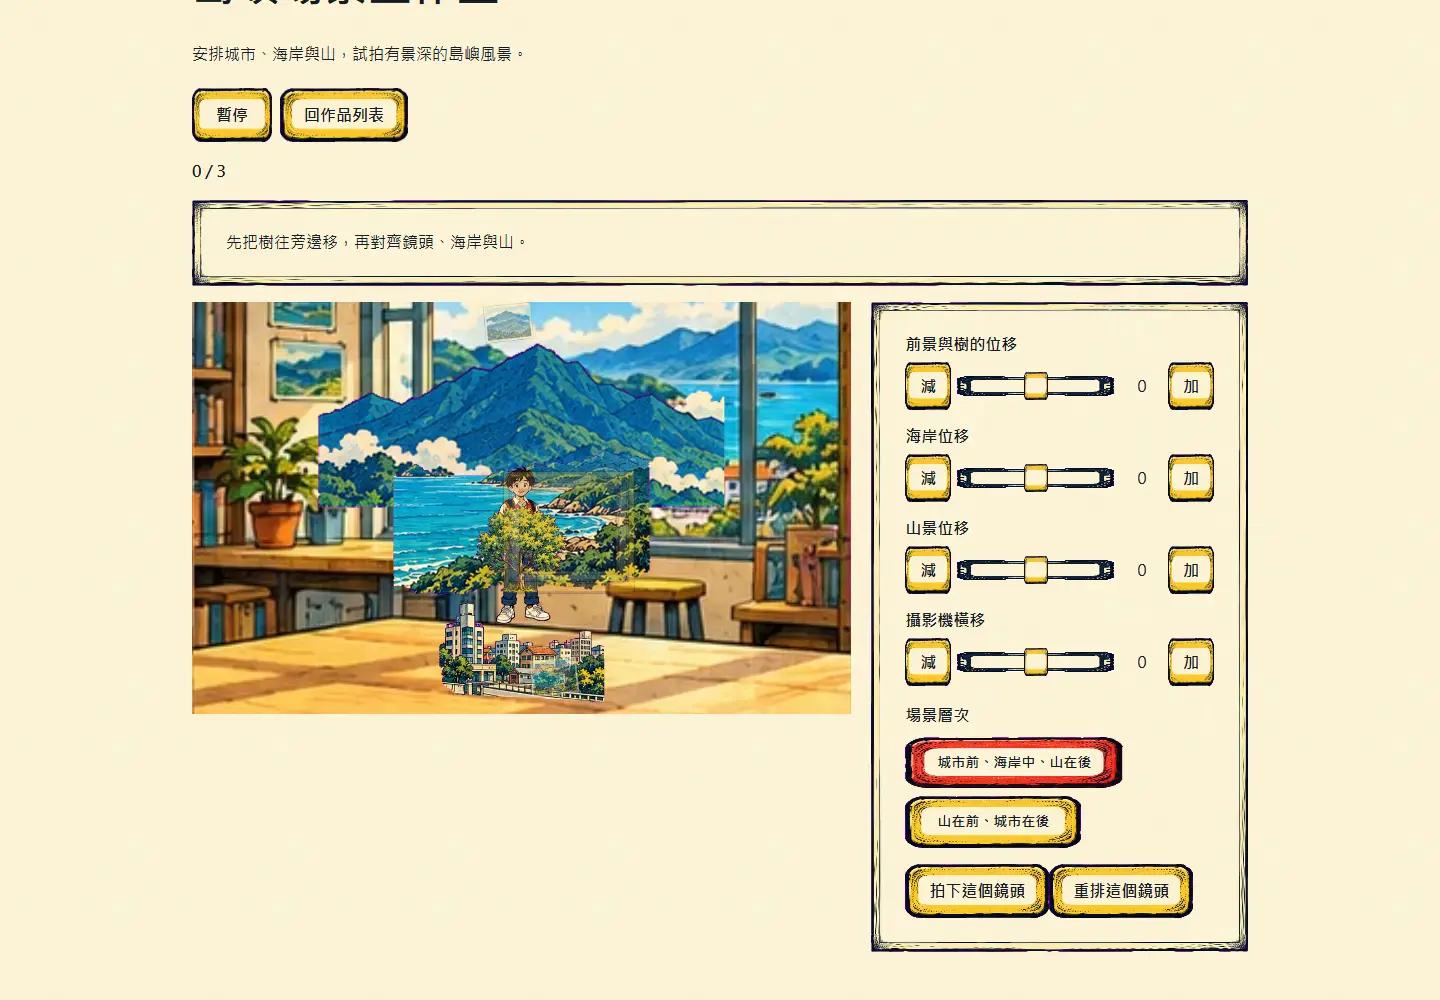 安排城市、海岸與山，試拍有景深的島嶼風景。
暫停
回作品列表
0 / 3
先把樹往旁邊移，再對齊鏡頭、海岸與山。
前景與樹的位移
減
0
加
海岸位移
減
0
加
山景位移
減
0
加
攝影機橫移
減
0
加
場景層次
城市前、海岸中、山在後
山在前、城市在後
拍下這個鏡頭
重排這個鏡頭